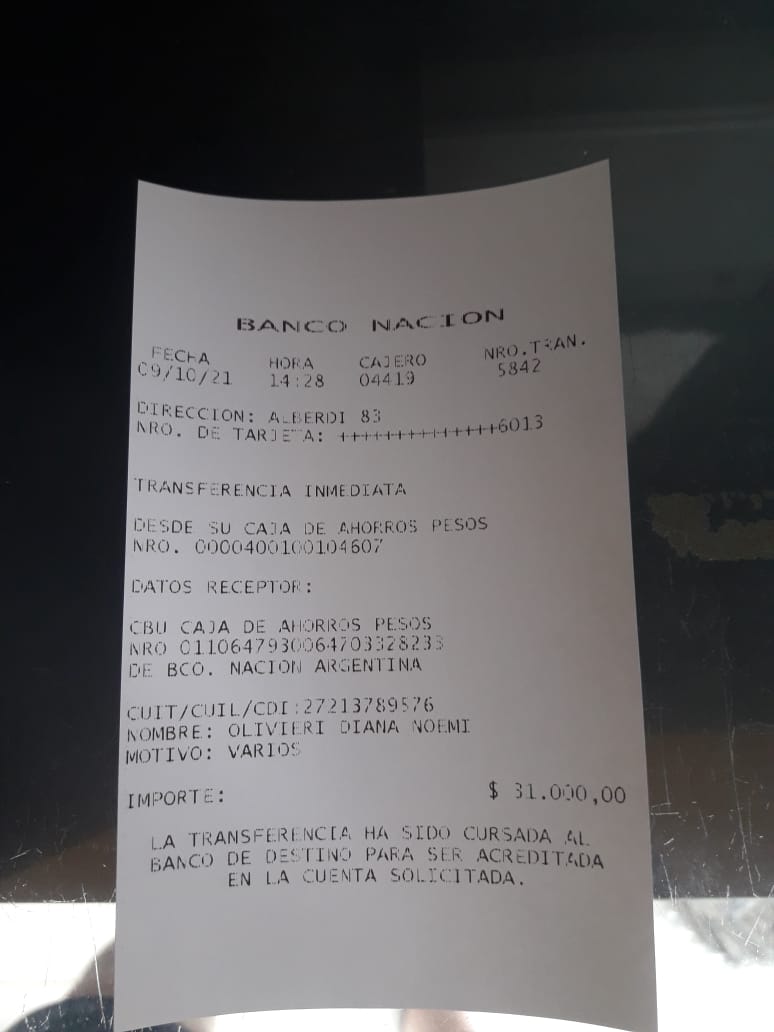 BANCO NACION
FECHA HORA CAJERO NRO.TRAN.
09/10/21 14:28 04419 5842
DIRECCION: ALBERDI 83
NRO. DE TARJETA: +++++++++++++++6013
TRANSFERENCIA INMEDIATA
DESDE SU CAJA DE AHORROS PESOS
NRO. 0000400100104607
DATOS RECEPTOR:
CBU CAJA DE AHORROS PESOS
NRO 0110647930064703328233
DE BCO. NACION ARGENTINA
CUIT/CUIL/CDI:27213789576
NOMBRE: OLIVIERI DIANA NOEMI
MOTIVO: VARIOS
IMPORTE: $ 31.000,00
LA TRANSFERENCIA HA SIDO CURSADA AL
BANCO DE DESTINO PARA SER ACREDITADA
EN LA CUENTA SOLICITADA.